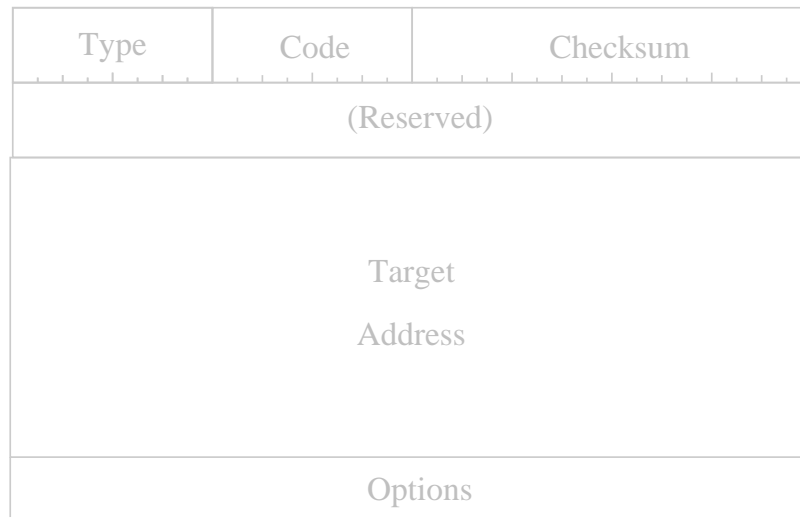 Type Code Checksum
(Reserved)
Target
Address
Options